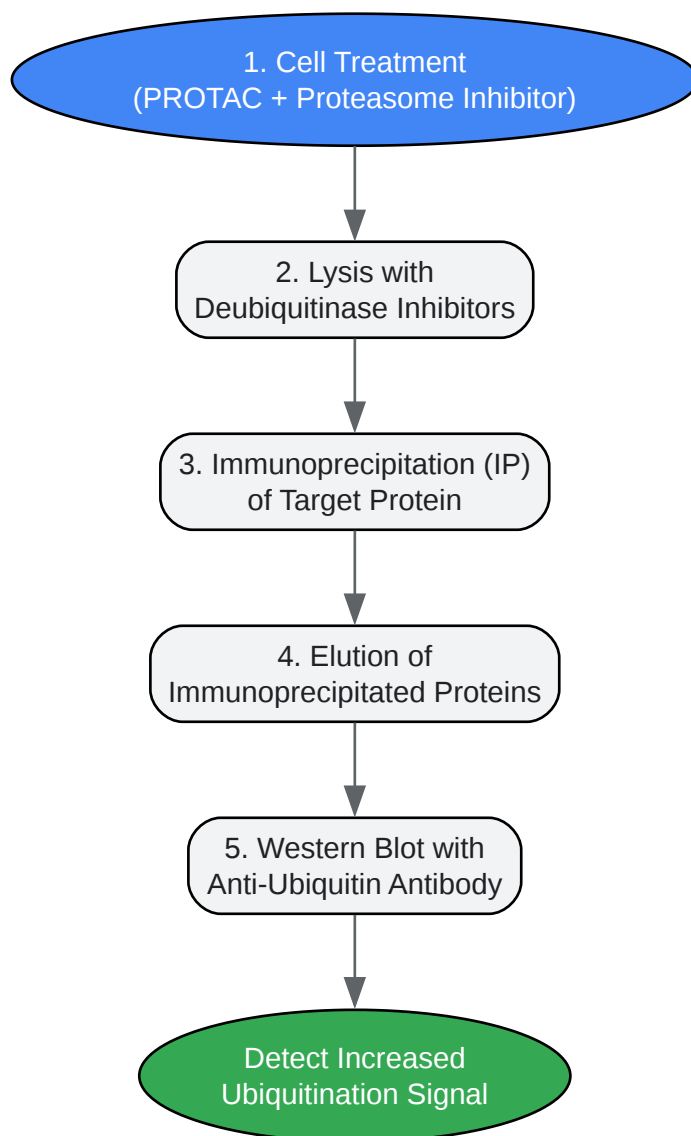 1. Cell Treatment
(PROTAC + Proteasome Inhibitor)
2. Lysis with
Deubiquitinase Inhibitors
3. Immunoprecipitation (IP)
of Target Protein
4. Elution of
Immunoprecipitated Proteins
5. Western Blot with
Anti-Ubiquitin Antibody
Detect Increased
Ubiquitination Signal